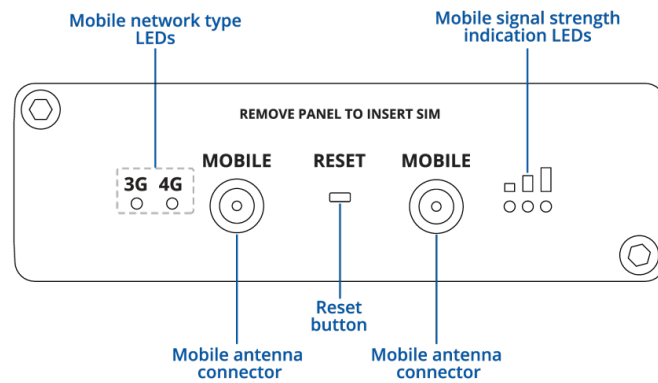 Mobile network type
LEDs
Mobile signal strength
indication LEDs
REMOVE PANEL TO INSERT SIM
MOBILE
RESET
MOBILE
3G 4G
Reset
button
Mobile antenna
connector
Mobile antenna
connector